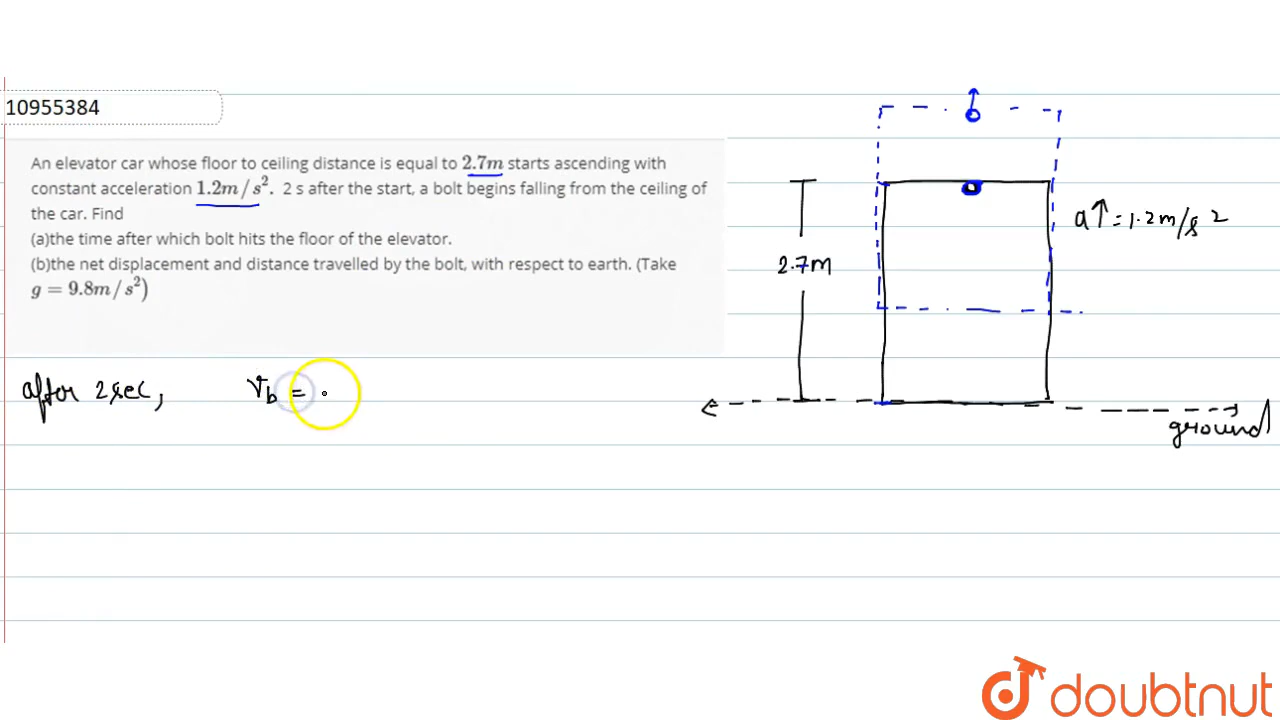 10955384
An elevator car whose floor to ceiling distance is equal to 2.7m starts ascending with
constant acceleration 1.2m/s². 2 s after the start, a bolt begins falling from the ceiling of
the car. Find
(a)the time after which bolt hits the floor of the elevator.
(b)the net displacement and distance travelled by the bolt, with respect to earth. (Take
g = 9.8m/s²)
after 2sec, v_b =
2.7m
a↑ = 1.2m/s²
ground
doubtnut